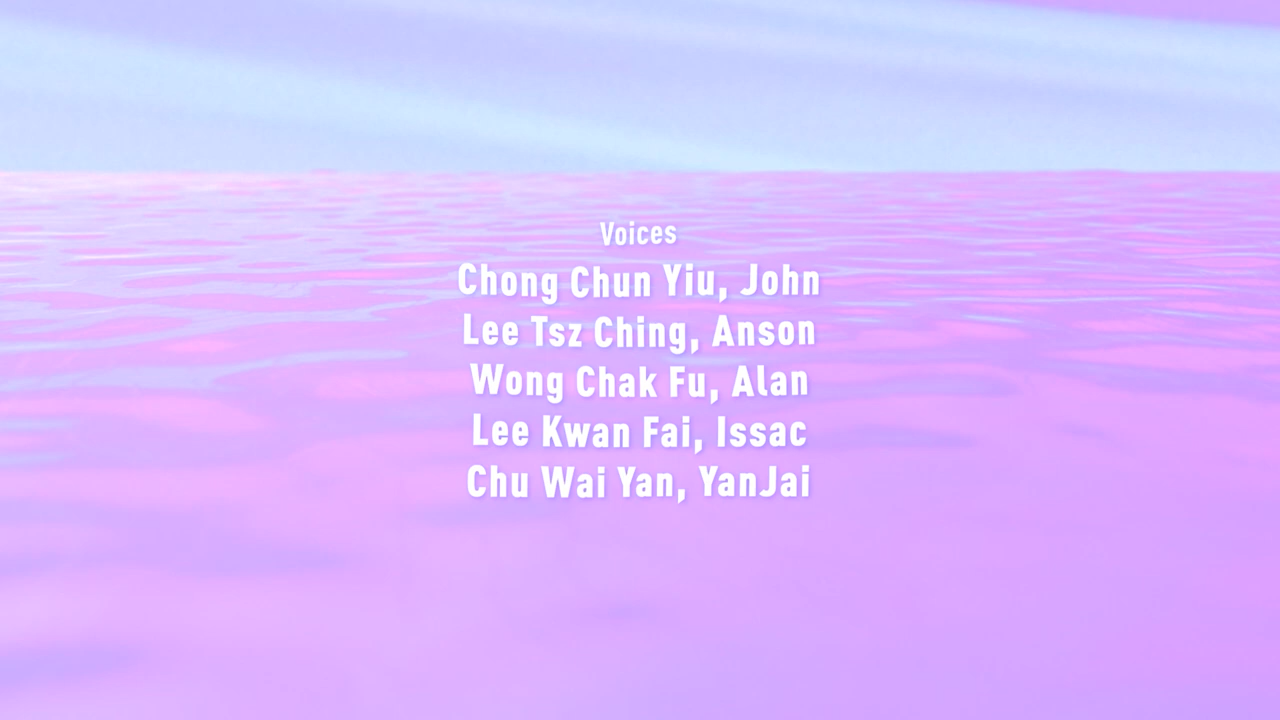 Voices
Chong Chun Yiu, John
Lee Tsz Ching, Anson
Wong Chak Fu, Alan
Lee Kwan Fai, Issac
Chu Wai Yan, YanJai